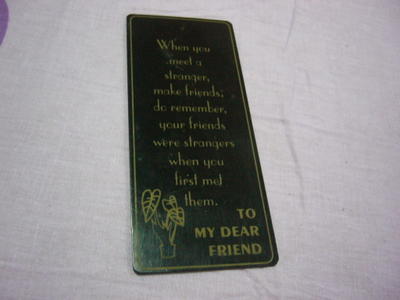 When you
meet a
stranger,
make friends;
do remember,
your friends
were strangers
when you
first met
them.
TO
MY DEAR
FRIEND